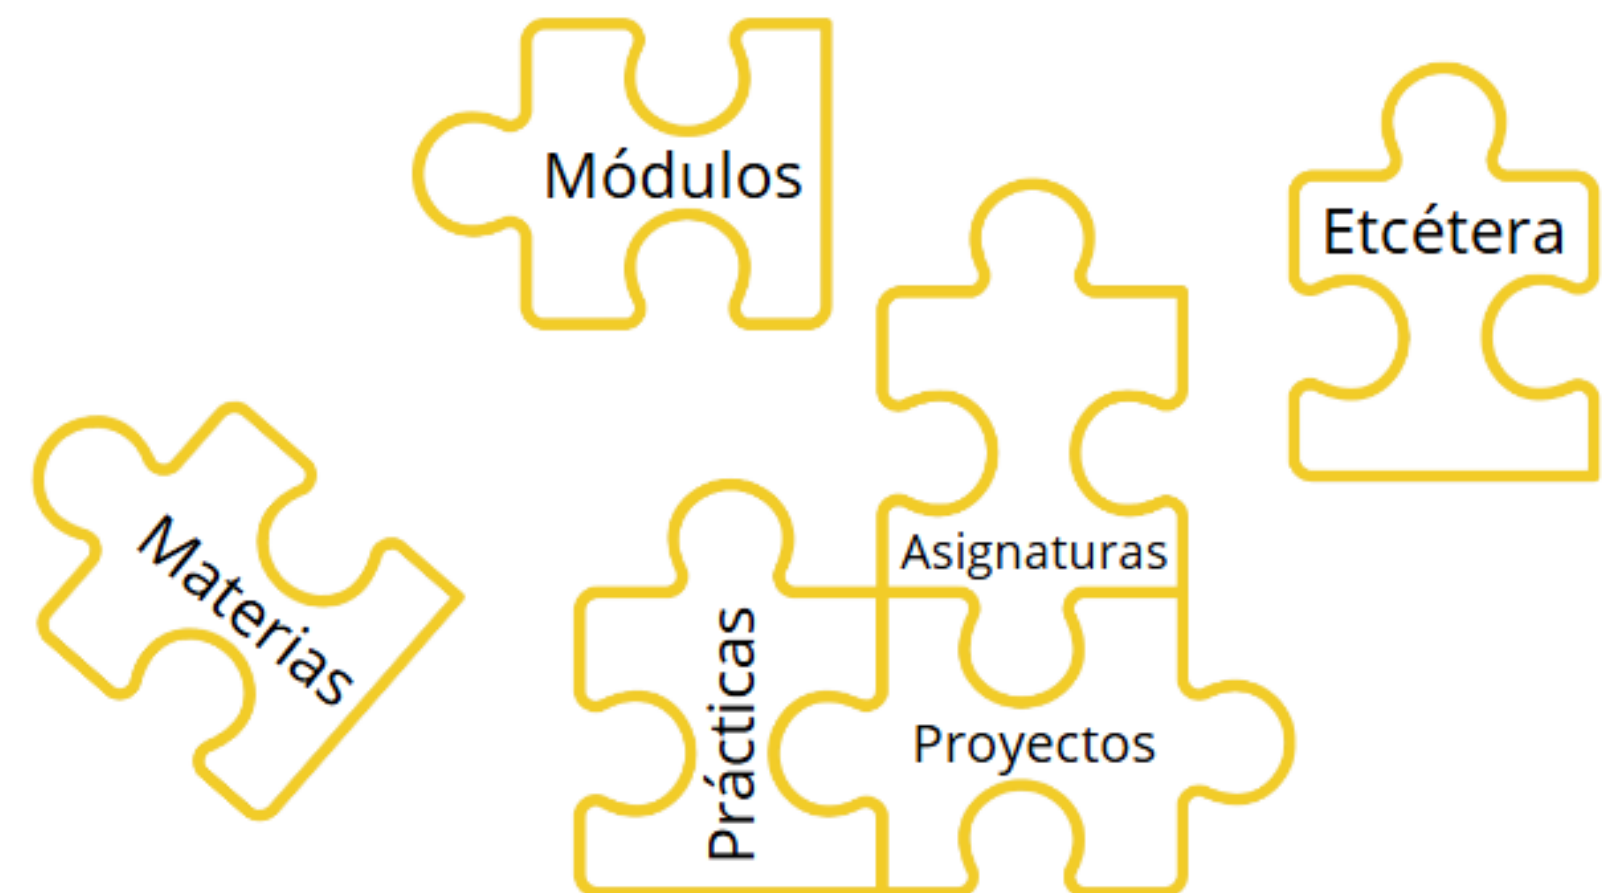 Módulos
Etcétera
Materias
Asignaturas
Prácticas
Proyectos